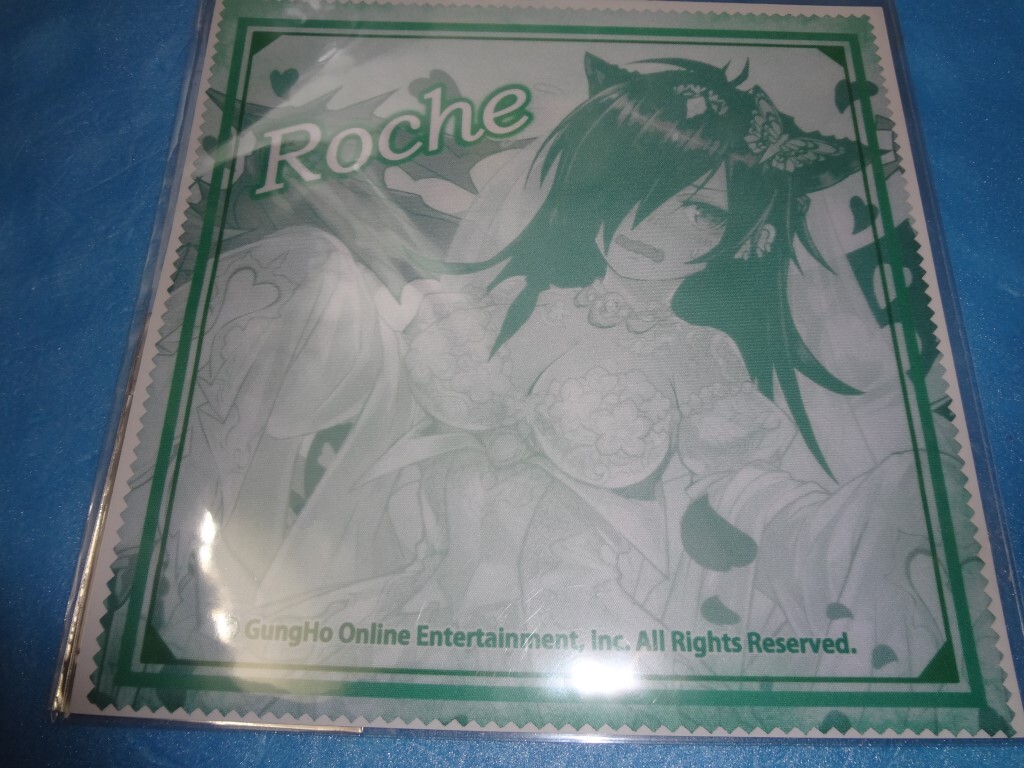 Roche
© GungHo Online Entertainment, Inc. All Rights Reserved.